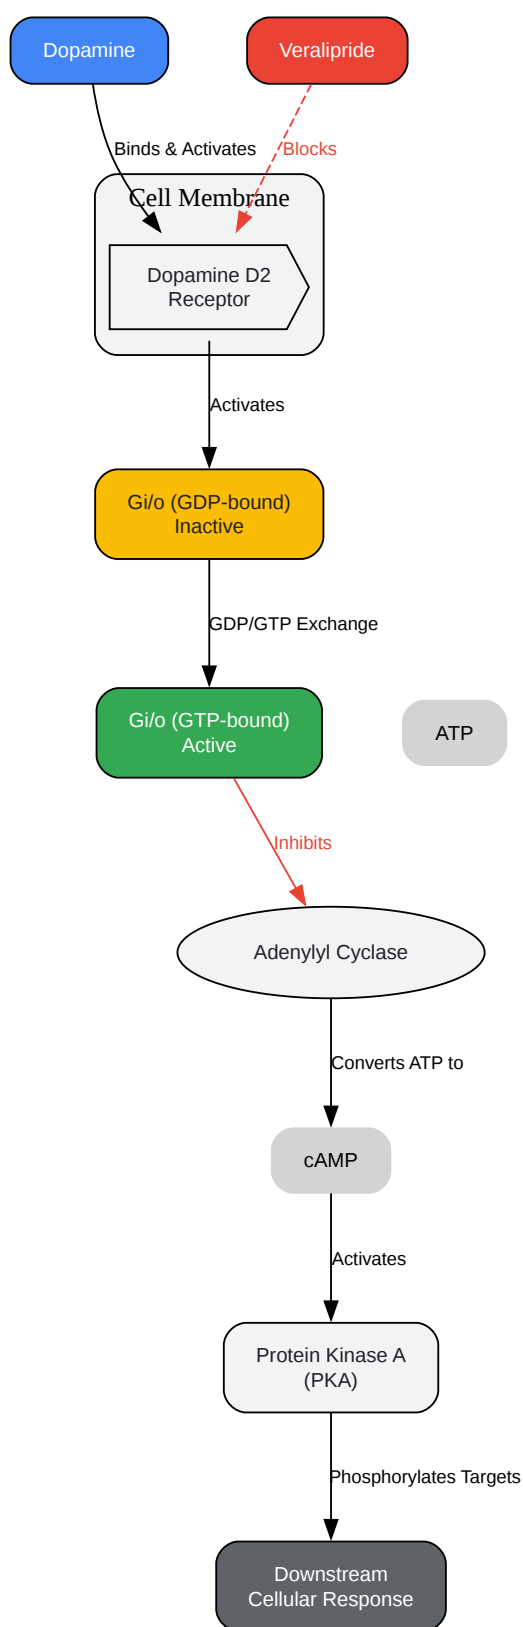 Dopamine
Veralipride
Binds & Activates
Blocks
Cell Membrane
Dopamine D2
Receptor
Activates
Gi/o (GDP-bound)
Inactive
GDP/GTP Exchange
Gi/o (GTP-bound)
Active
ATP
Inhibits
Adenylyl Cyclase
Converts ATP to
cAMP
Activates
Protein Kinase A
(PKA)
Phosphorylates Targets
Downstream
Cellular Response